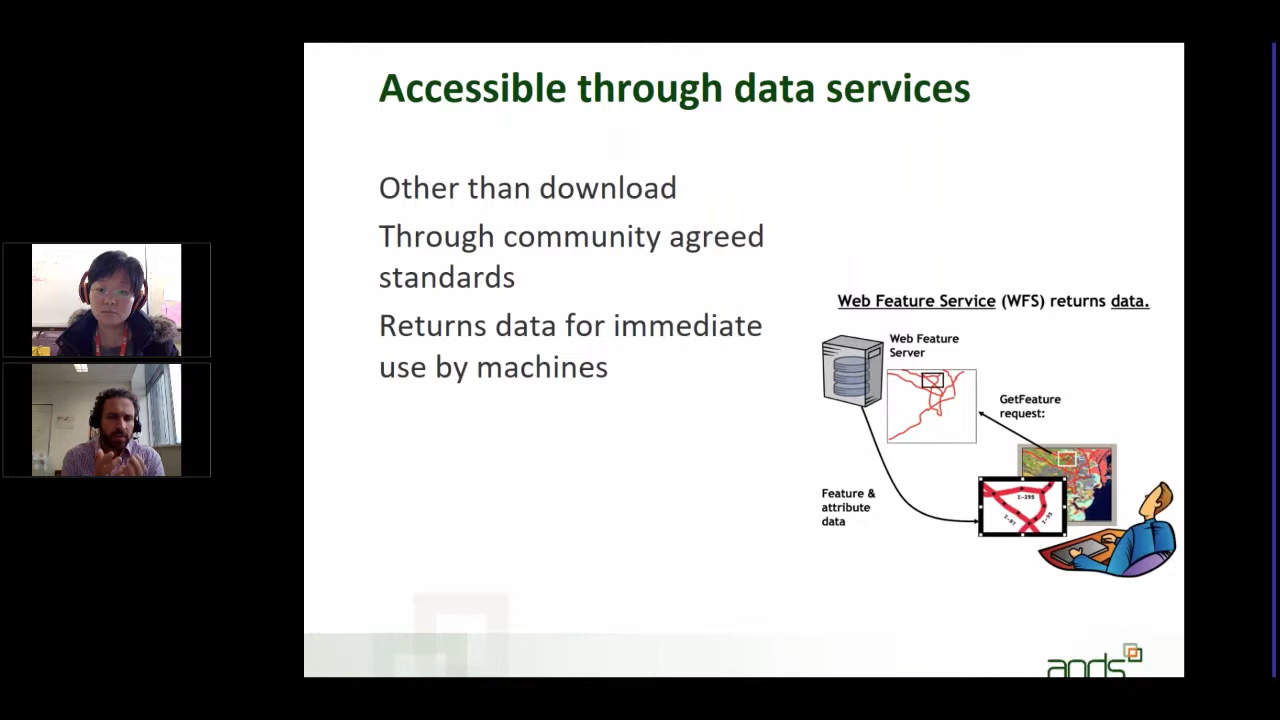 Accessible through data services
Other than download
Through community agreed
standards
Returns data for immediate
use by machines
Web Feature Service (WFS) returns data.
Web Feature
Server
GetFeature
request:
Feature &
attribute
data
I-295
I-87
I-95
ands